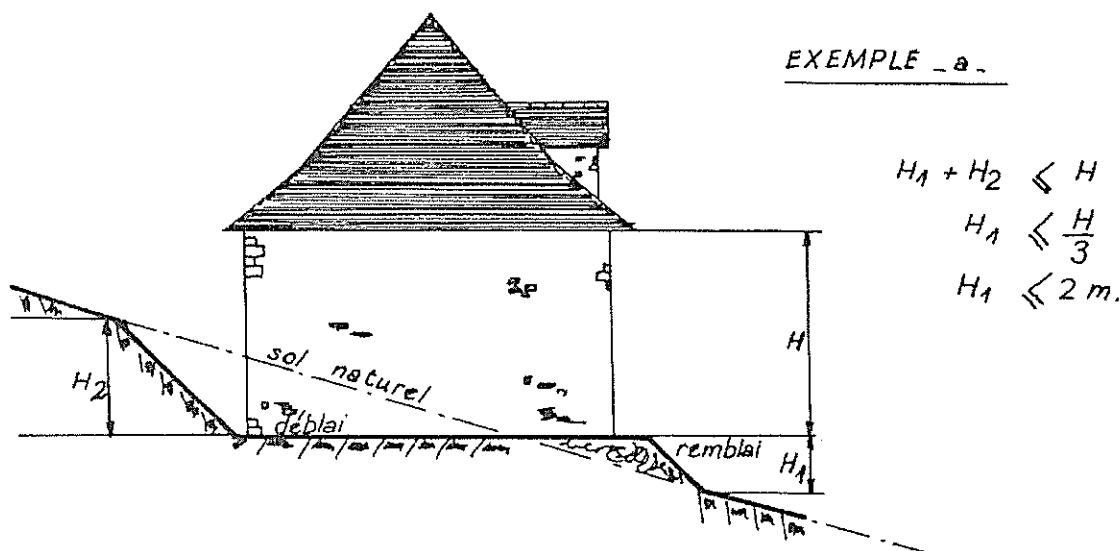 EXEMPLE _a_
H1 + H2 ⩽ H
H1 ⩽ H/3
H1 ⩽ 2 m.
H
sol naturel
H2
déblai
remblai
H1